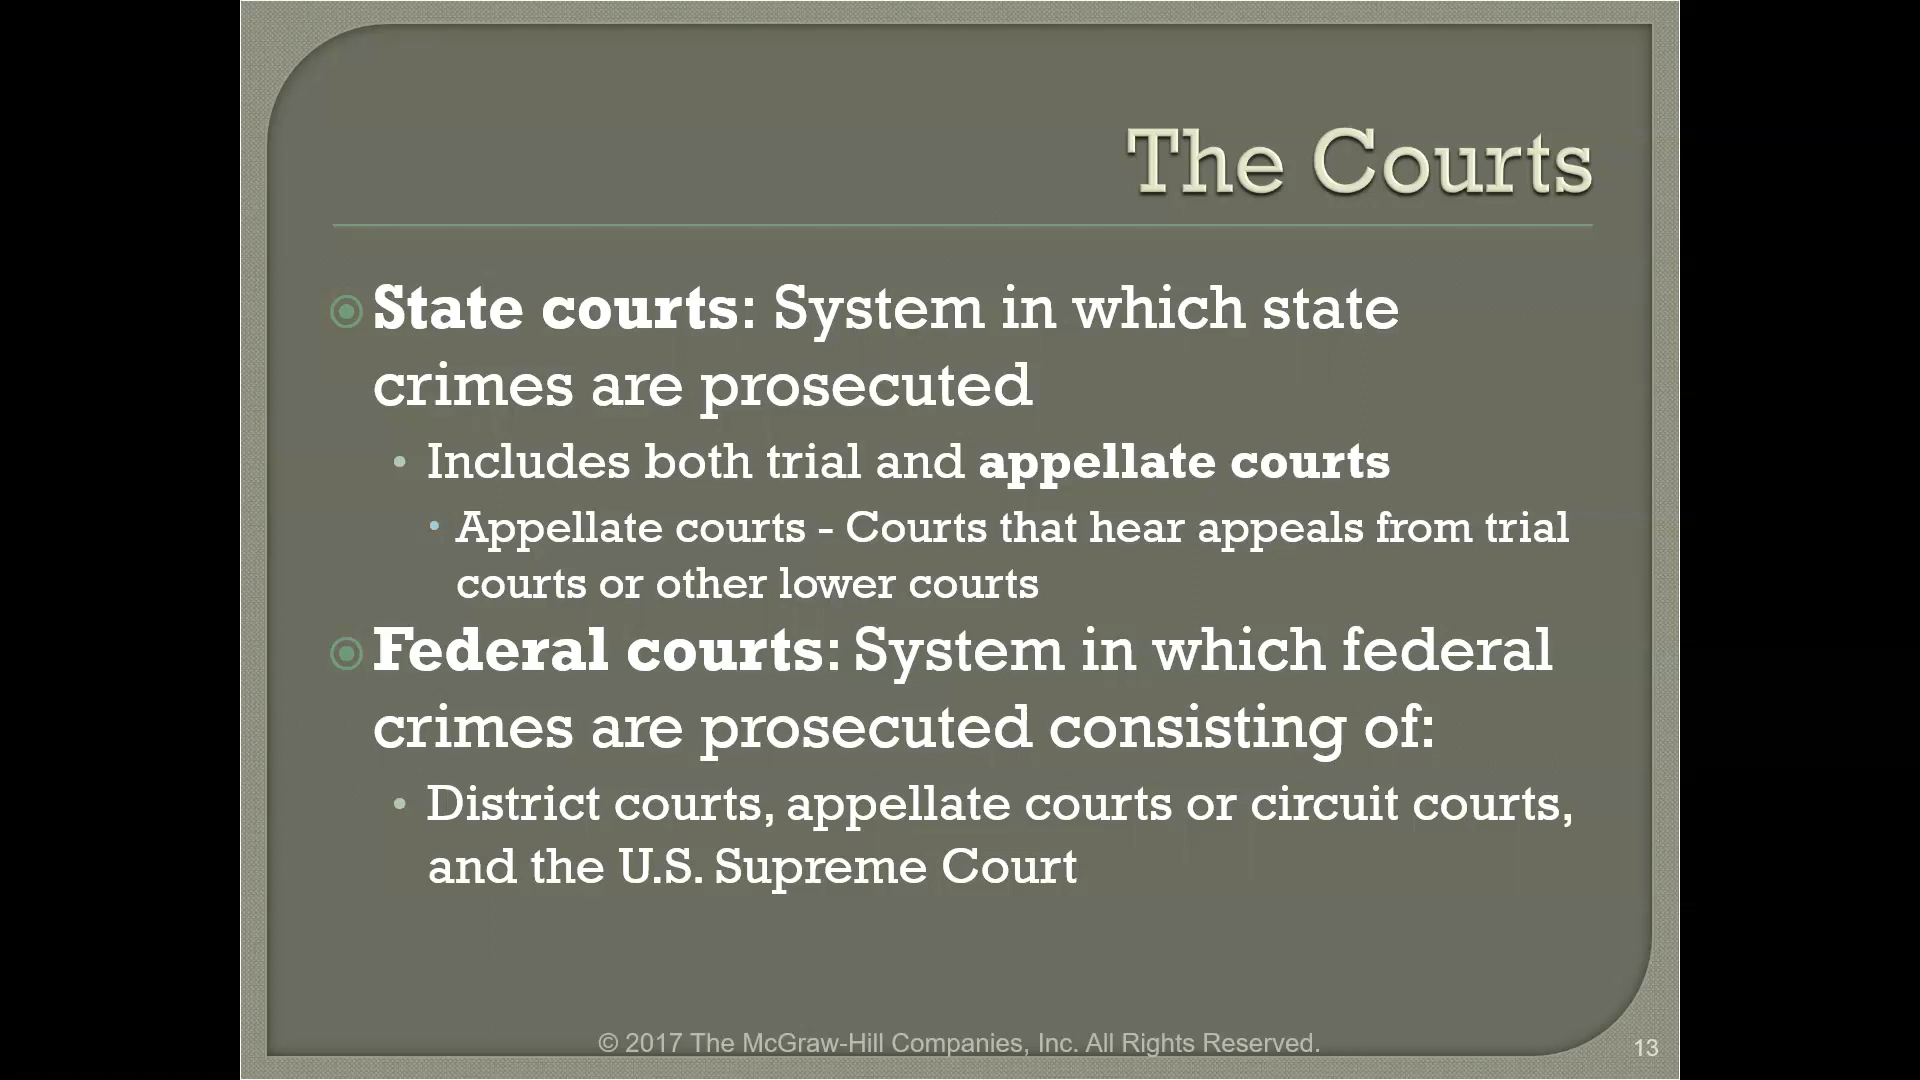 The Courts
State courts: System in which state
crimes are prosecuted
Includes both trial and appellate courts
Appellate courts - Courts that hear appeals from trial
courts or other lower courts
Federal courts: System in which federal
crimes are prosecuted consisting of:
District courts, appellate courts or circuit courts,
and the U.S. Supreme Court
© 2017 The McGraw-Hill Companies, Inc. All Rights Reserved.
13